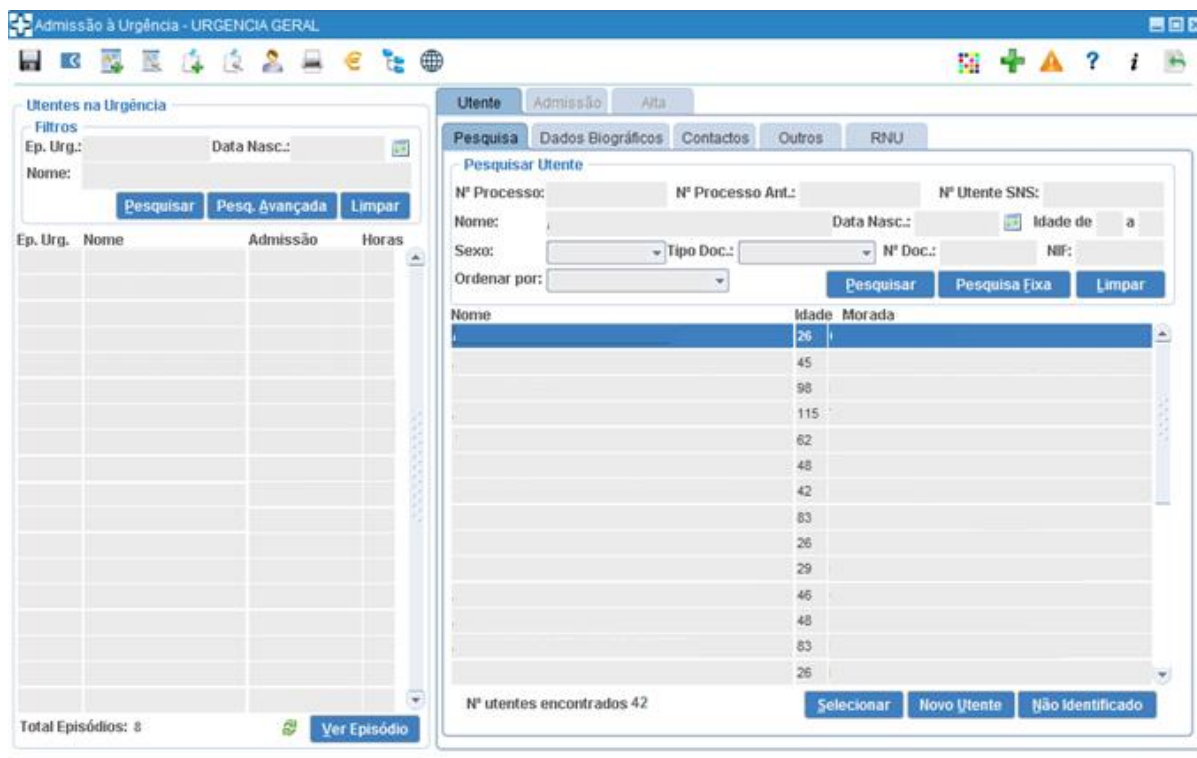 Admissão à Urgência - URGENCIA GERAL
€ ? i
Utentes na Urgência
Filtros
Ep. Urg.: Data Nasc.:
Nome:
Pesquisar Pesq. Avançada Limpar
Ep. Urg. Nome Admissão Horas
Total Episódios: 8 Ver Episódio
Utente Admissão Alta
Pesquisa Dados Biográficos Contactos Outros RNU
Pesquisar Utente
Nº Processo: Nº Processo Ant.: Nº Utente SNS:
Nome: Data Nasc.: Idade de a
Sexo: Tipo Doc.: Nº Doc.: NIF:
Ordenar por: Pesquisar Pesquisa Fixa Limpar
Nome Idade Morada
26
45
98
115
62
48
42
83
26
29
46
48
83
26
Nº utentes encontrados 42 Selecionar Novo Utente Não Identificado